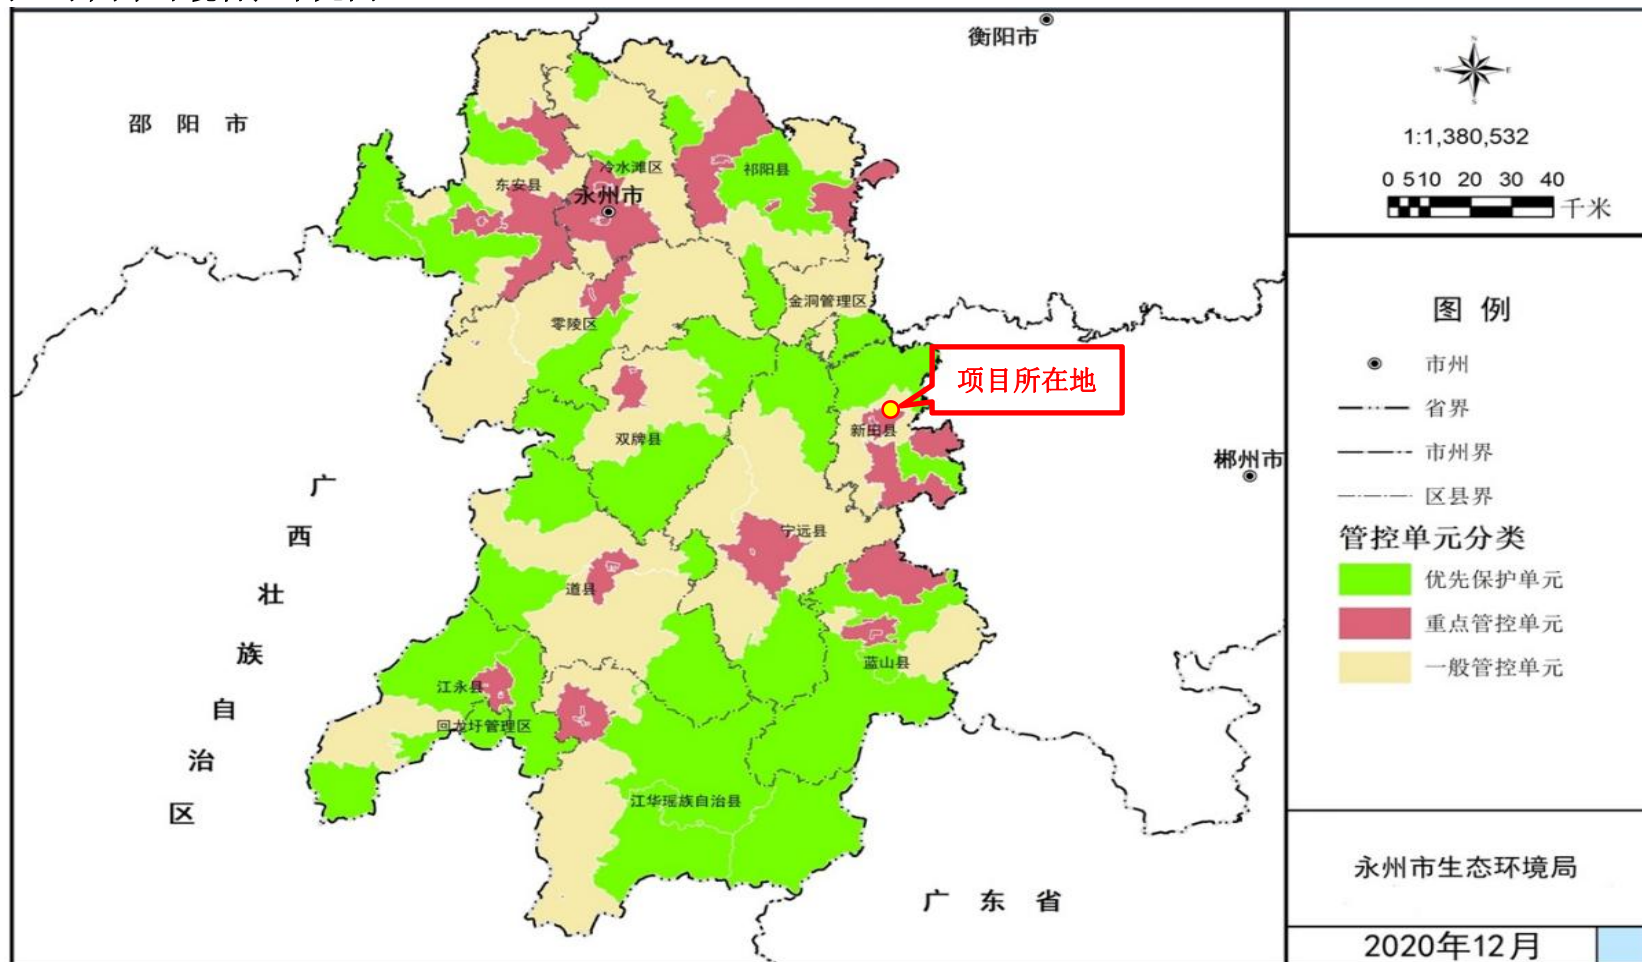 衡阳市
邵阳市
冷水滩区
祁阳县
东安县
永州市
金洞管理区
零陵区
项目所在地
新田县
双牌县
郴州市
广西壮族自治区
宁远县
道县
蓝山县
江永县
回龙圩管理区
江华瑶族自治县
广东省
N
W
E
S
1:1,380,532
0 5 10 20 30 40
千米
图例
市州
省界
市州界
区县界
管控单元分类
优先保护单元
重点管控单元
一般管控单元
永州市生态环境局
2020年12月